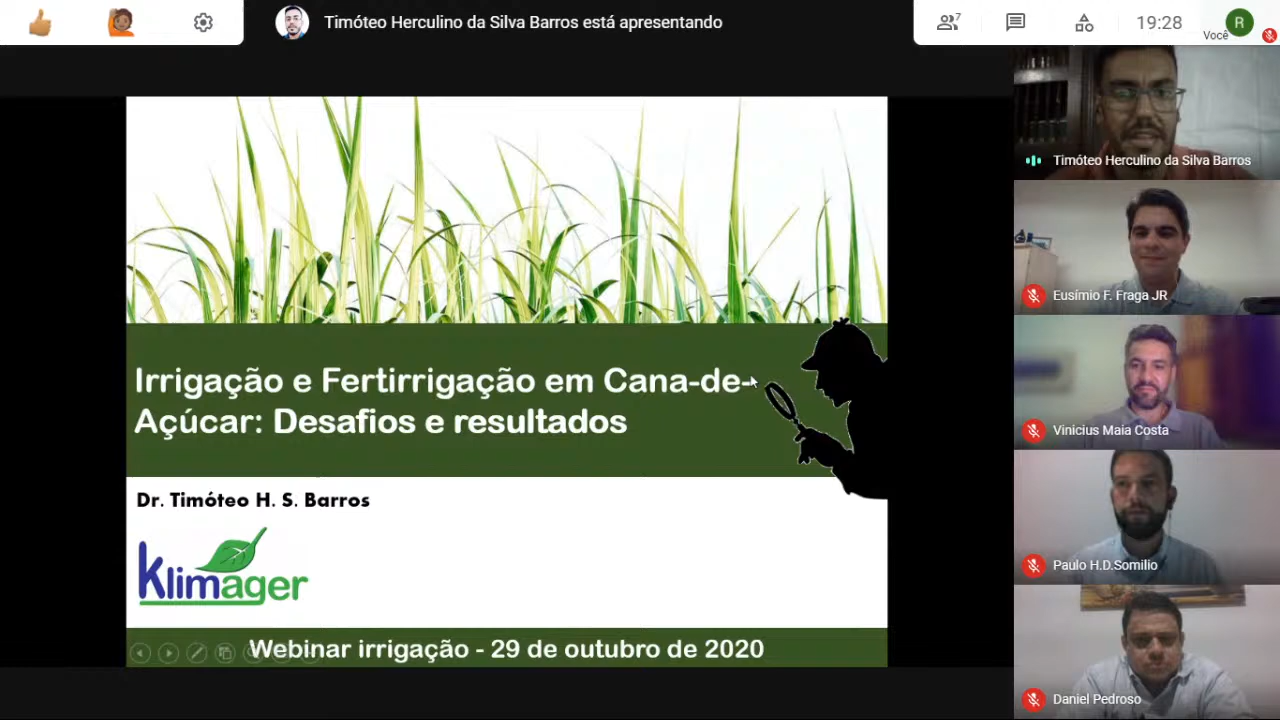 Timóteo Herculino da Silva Barros está apresentando
7
19:28
Você
R
Irrigação e Fertirrigação em Cana-de-
Açúcar: Desafios e resultados
Dr. Timóteo H. S. Barros
Klimager
Webinar irrigação - 29 de outubro de 2020
Timóteo Herculino da Silva Barros
Eusímio F. Fraga JR
Vinicius Maia Costa
Paulo H.D.Somilio
Daniel Pedroso